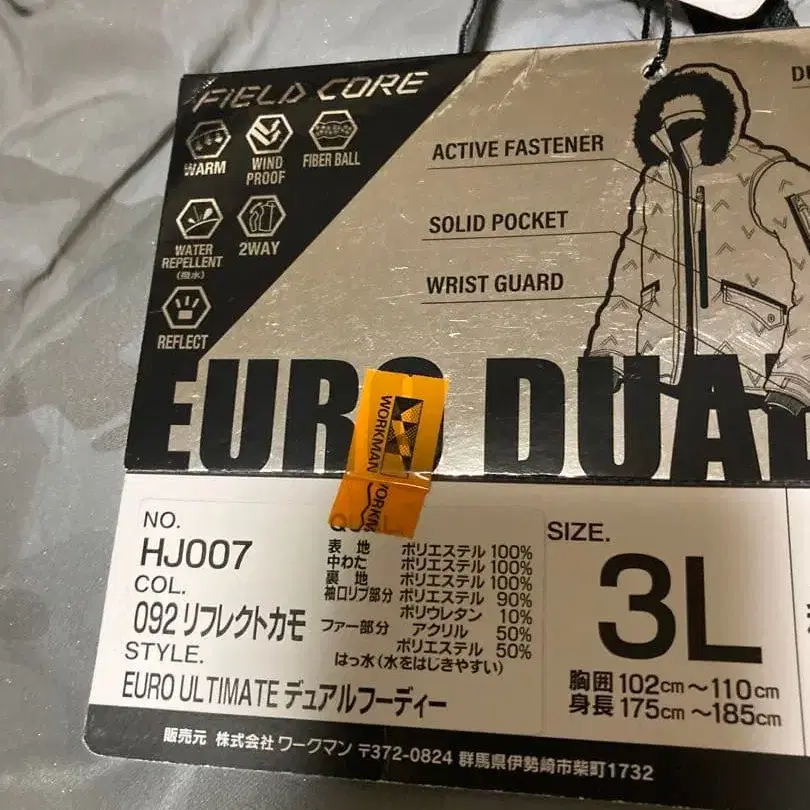 FIELD CORE
WARM
WIND PROOF
FIBER BALL
WATER REPELLENT
(撥水)
2WAY
REFLECT
ACTIVE FASTENER
SOLID POCKET
WRIST GUARD
EURO DUAL
WORKMAN
NO.
HJ007
COL.
092 リフレクトカモ
STYLE.
EURO ULTIMATE デュアルフーディー
QUAL.
表 地 ポリエステル 100%
中わた ポリエステル 100%
裏 地 ポリエステル 100%
袖口リブ部分 ポリエステル 90%
ポリウレタン 10%
ファー部分 アクリル 50%
ポリエステル 50%
はっ水(水をはじきやすい)
SIZE.
3L
胸囲 102cm～110cm
身長 175cm～185cm
販売元 株式会社 ワークマン 〒372-0824 群馬県伊勢崎市柴町1732